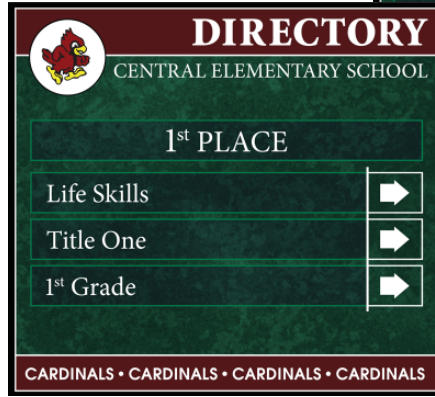 DIRECTORY
CENTRAL ELEMENTARY SCHOOL
1st PLACE
Life Skills
Title One
1st Grade
CARDINALS • CARDINALS • CARDINALS • CARDINALS